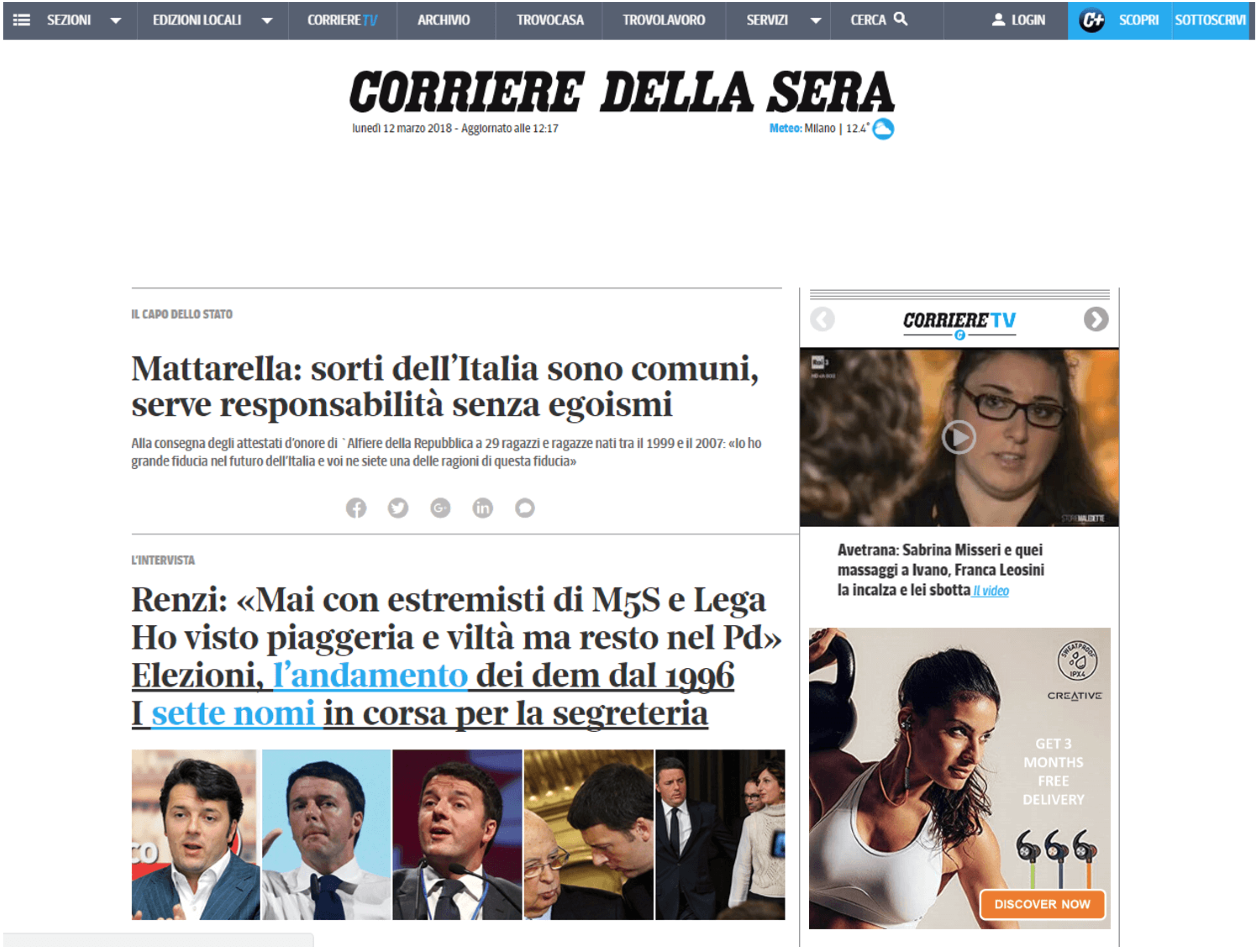 SEZIONI
EDIZIONI LOCALI
CORRIERE TV
ARCHIVIO
TROVOCASA
TROVOLAVORO
SERVIZI
CERCA
LOGIN
C+
SCOPRI
SOTTOSCRIVI
CORRIERE DELLA SERA
lunedì 12 marzo 2018 - Aggiornato alle 12:17
Meteo: Milano | 12.4°
IL CAPO DELLO STATO
Mattarella: sorti dell'Italia sono comuni,
serve responsabilità senza egoismi
Alla consegna degli attestati d'onore di `Alfiere della Repubblica a 29 ragazzi e ragazze nati tra il 1999 e il 2007: «Io ho
grande fiducia nel futuro dell'Italia e voi ne siete una delle ragioni di questa fiducia»
L'INTERVISTA
Renzi: «Mai con estremisti di M5S e Lega
Ho visto piaggeria e viltà ma resto nel Pd»
Elezioni, l'andamento dei dem dal 1996
I sette nomi in corsa per la segreteria
CO
CORRIERE TV
Rai 3
STORIEMALEDETTE
Avetrana: Sabrina Misseri e quei
massaggi a Ivano, Franca Leosini
la incalza e lei sbotta Il video
SWEATPROOF
IPX4
CREATIVE
GET 3
MONTHS
FREE
DELIVERY
DISCOVER NOW